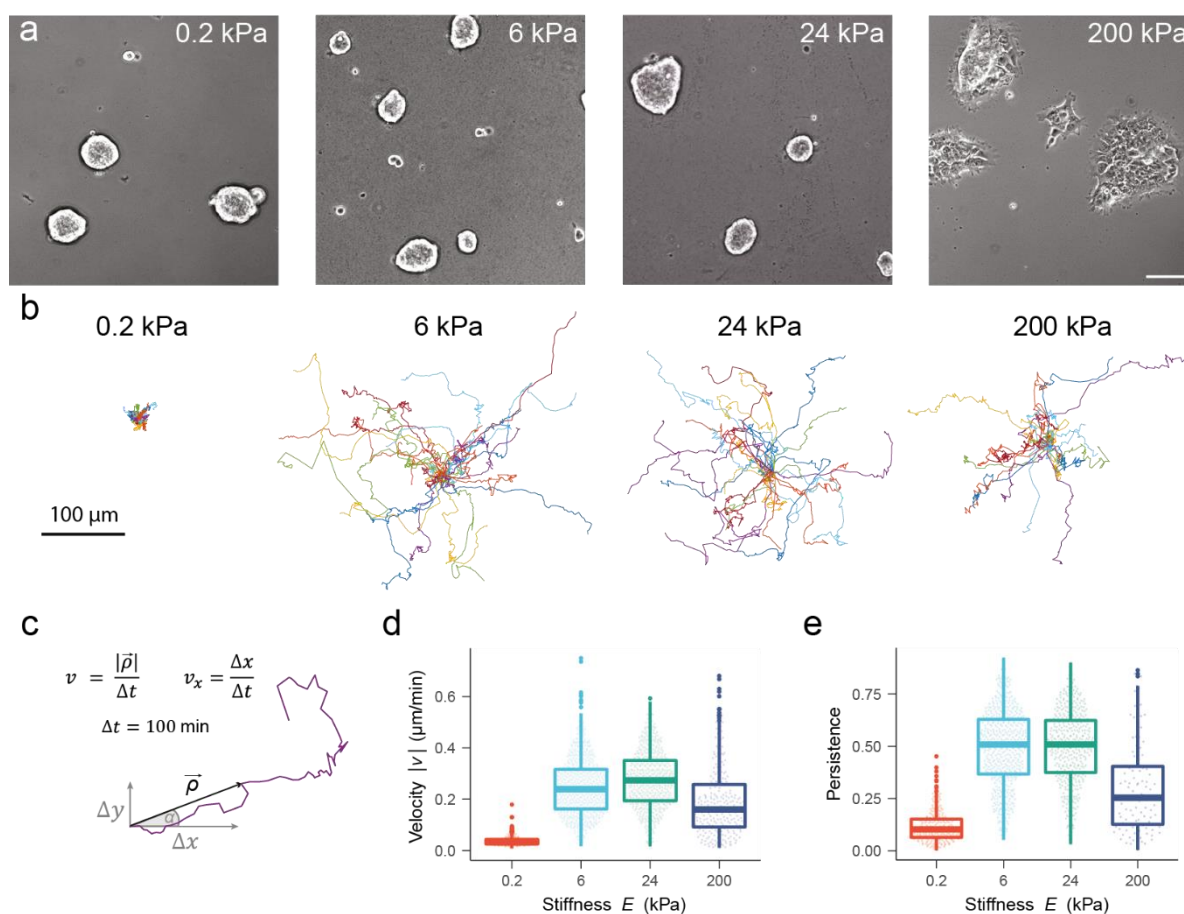 a
0.2 kPa
6 kPa
24 kPa
200 kPa
b
0.2 kPa
6 kPa
24 kPa
200 kPa
100 µm
c
v = |ρ⃗| / Δt
vₓ = Δx / Δt
Δt = 100 min
ρ⃗
Δy
α
Δx
d
Velocity |v| (µm/min)
0.6
0.4
0.2
0.0
0.2 6 24 200
Stiffness E (kPa)
e
Persistence
0.75
0.50
0.25
0.00
0.2 6 24 200
Stiffness E (kPa)